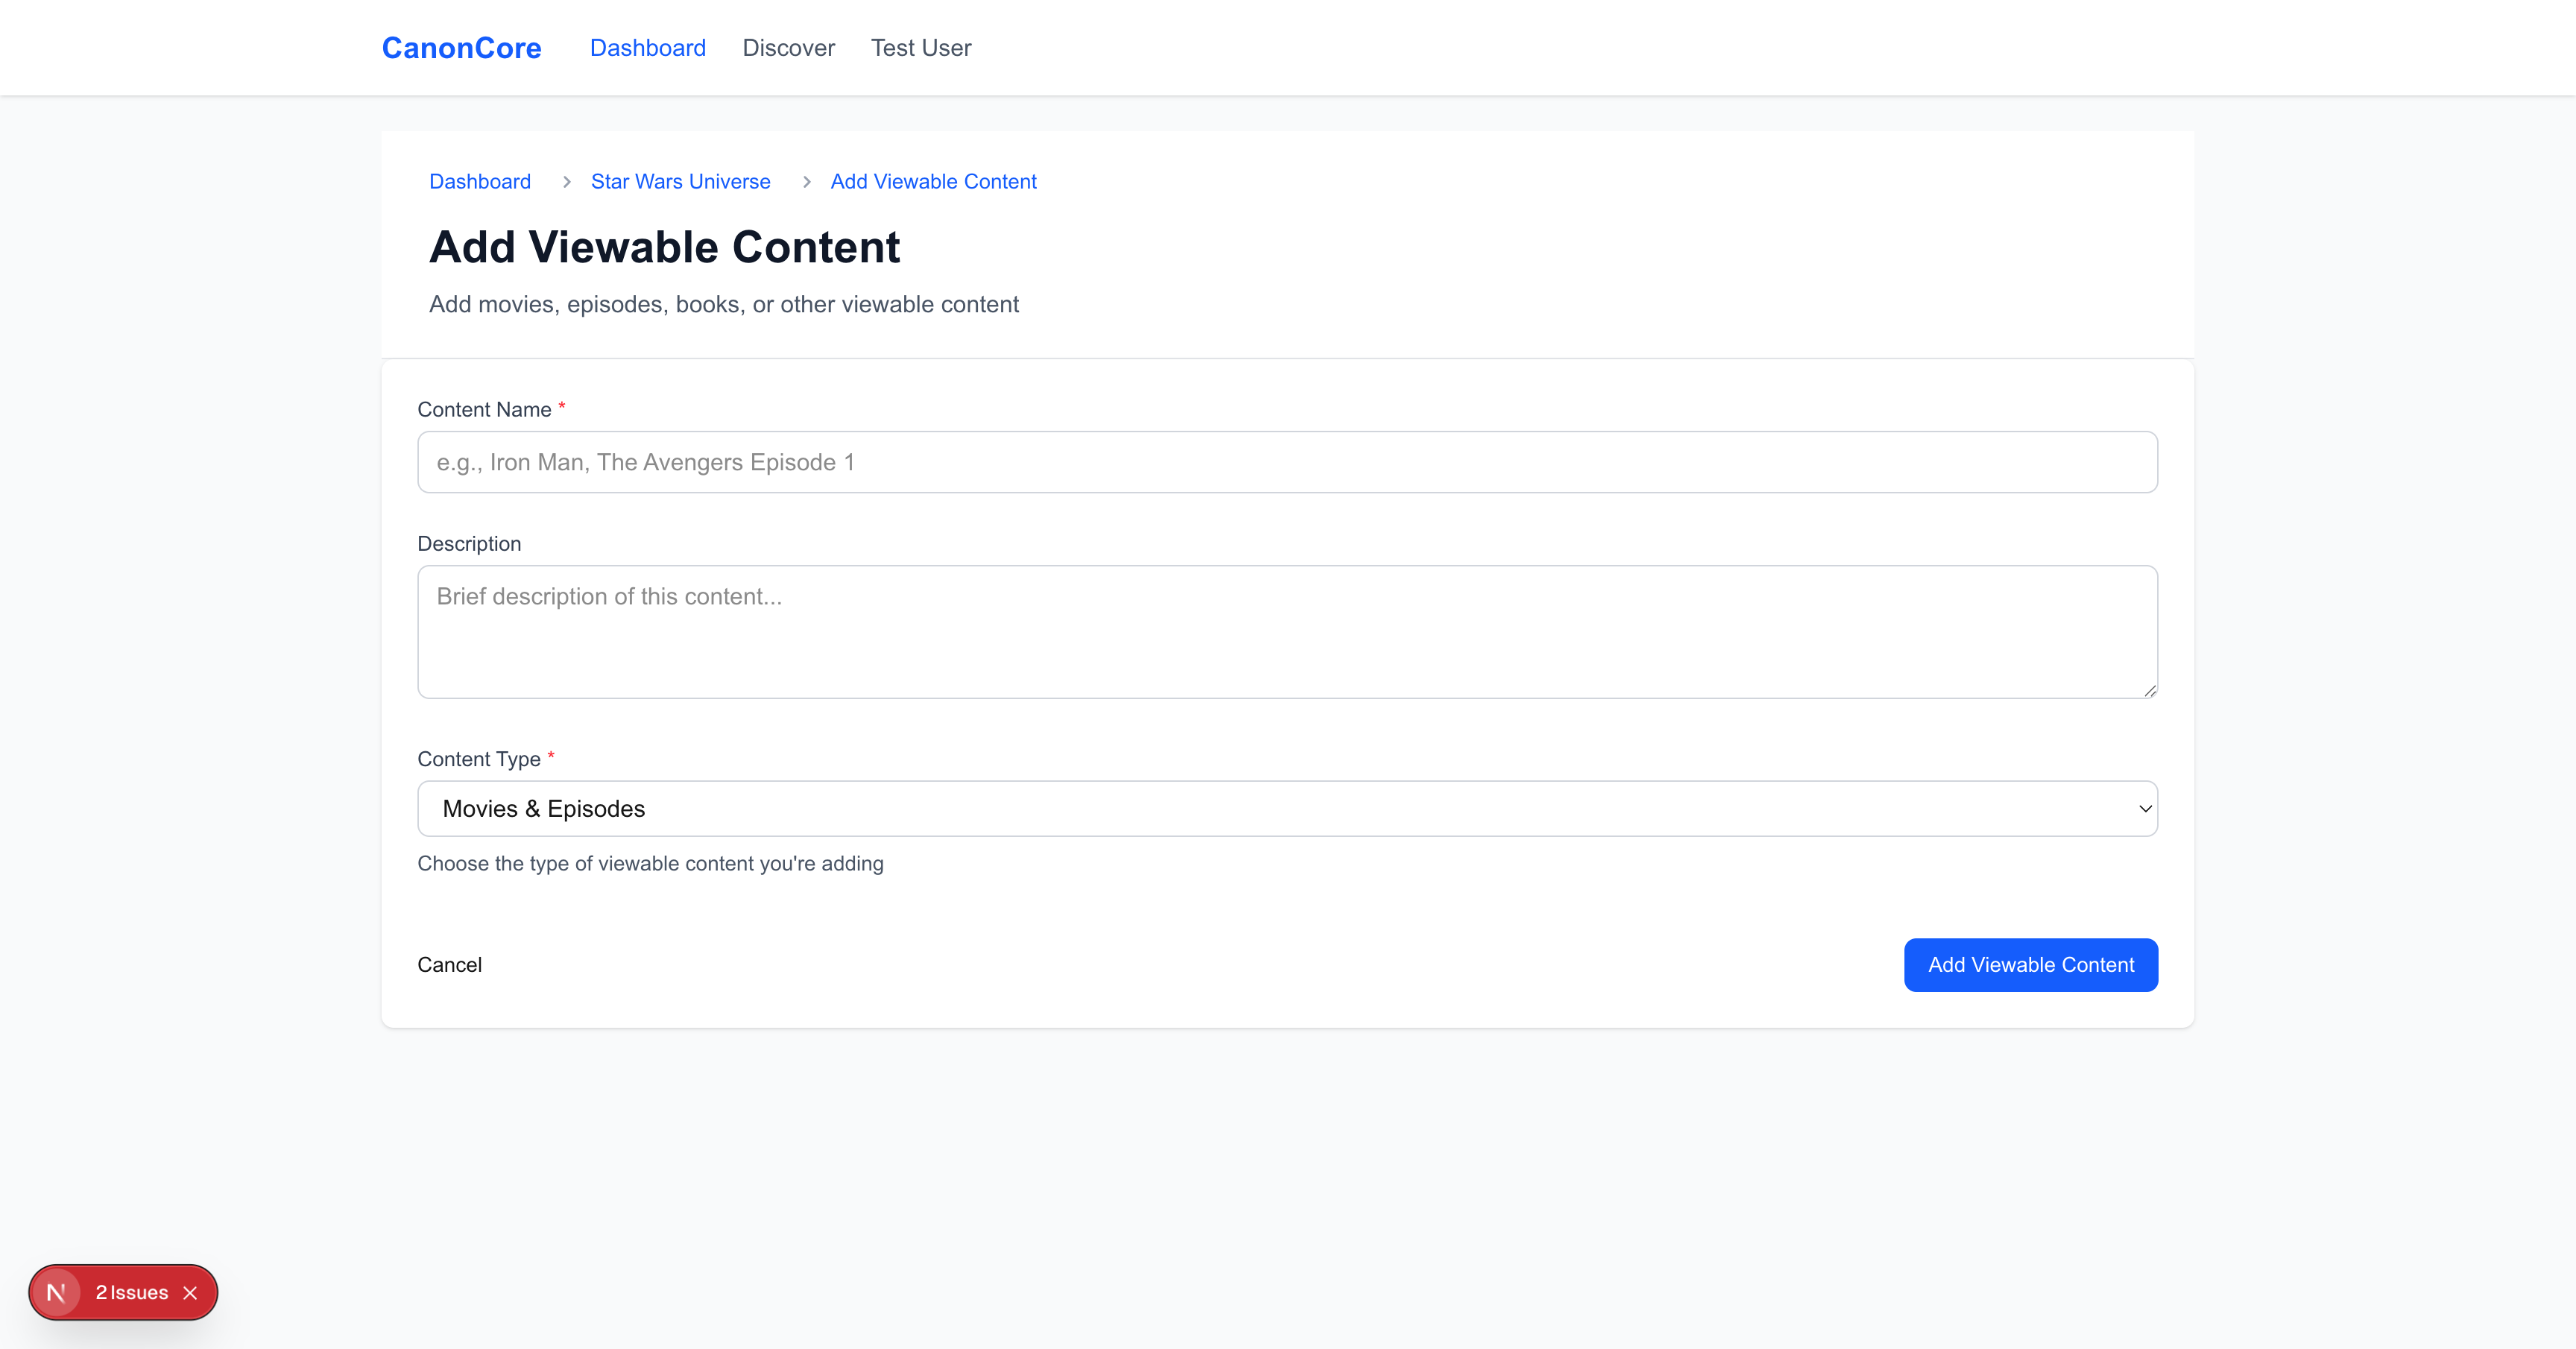 CanonCore Dashboard Discover Test User
Dashboard > Star Wars Universe > Add Viewable Content
Add Viewable Content
Add movies, episodes, books, or other viewable content
Content Name *
e.g., Iron Man, The Avengers Episode 1
Description
Brief description of this content...
Content Type *
Movies & Episodes
Choose the type of viewable content you're adding
Cancel Add Viewable Content
N 2 Issues